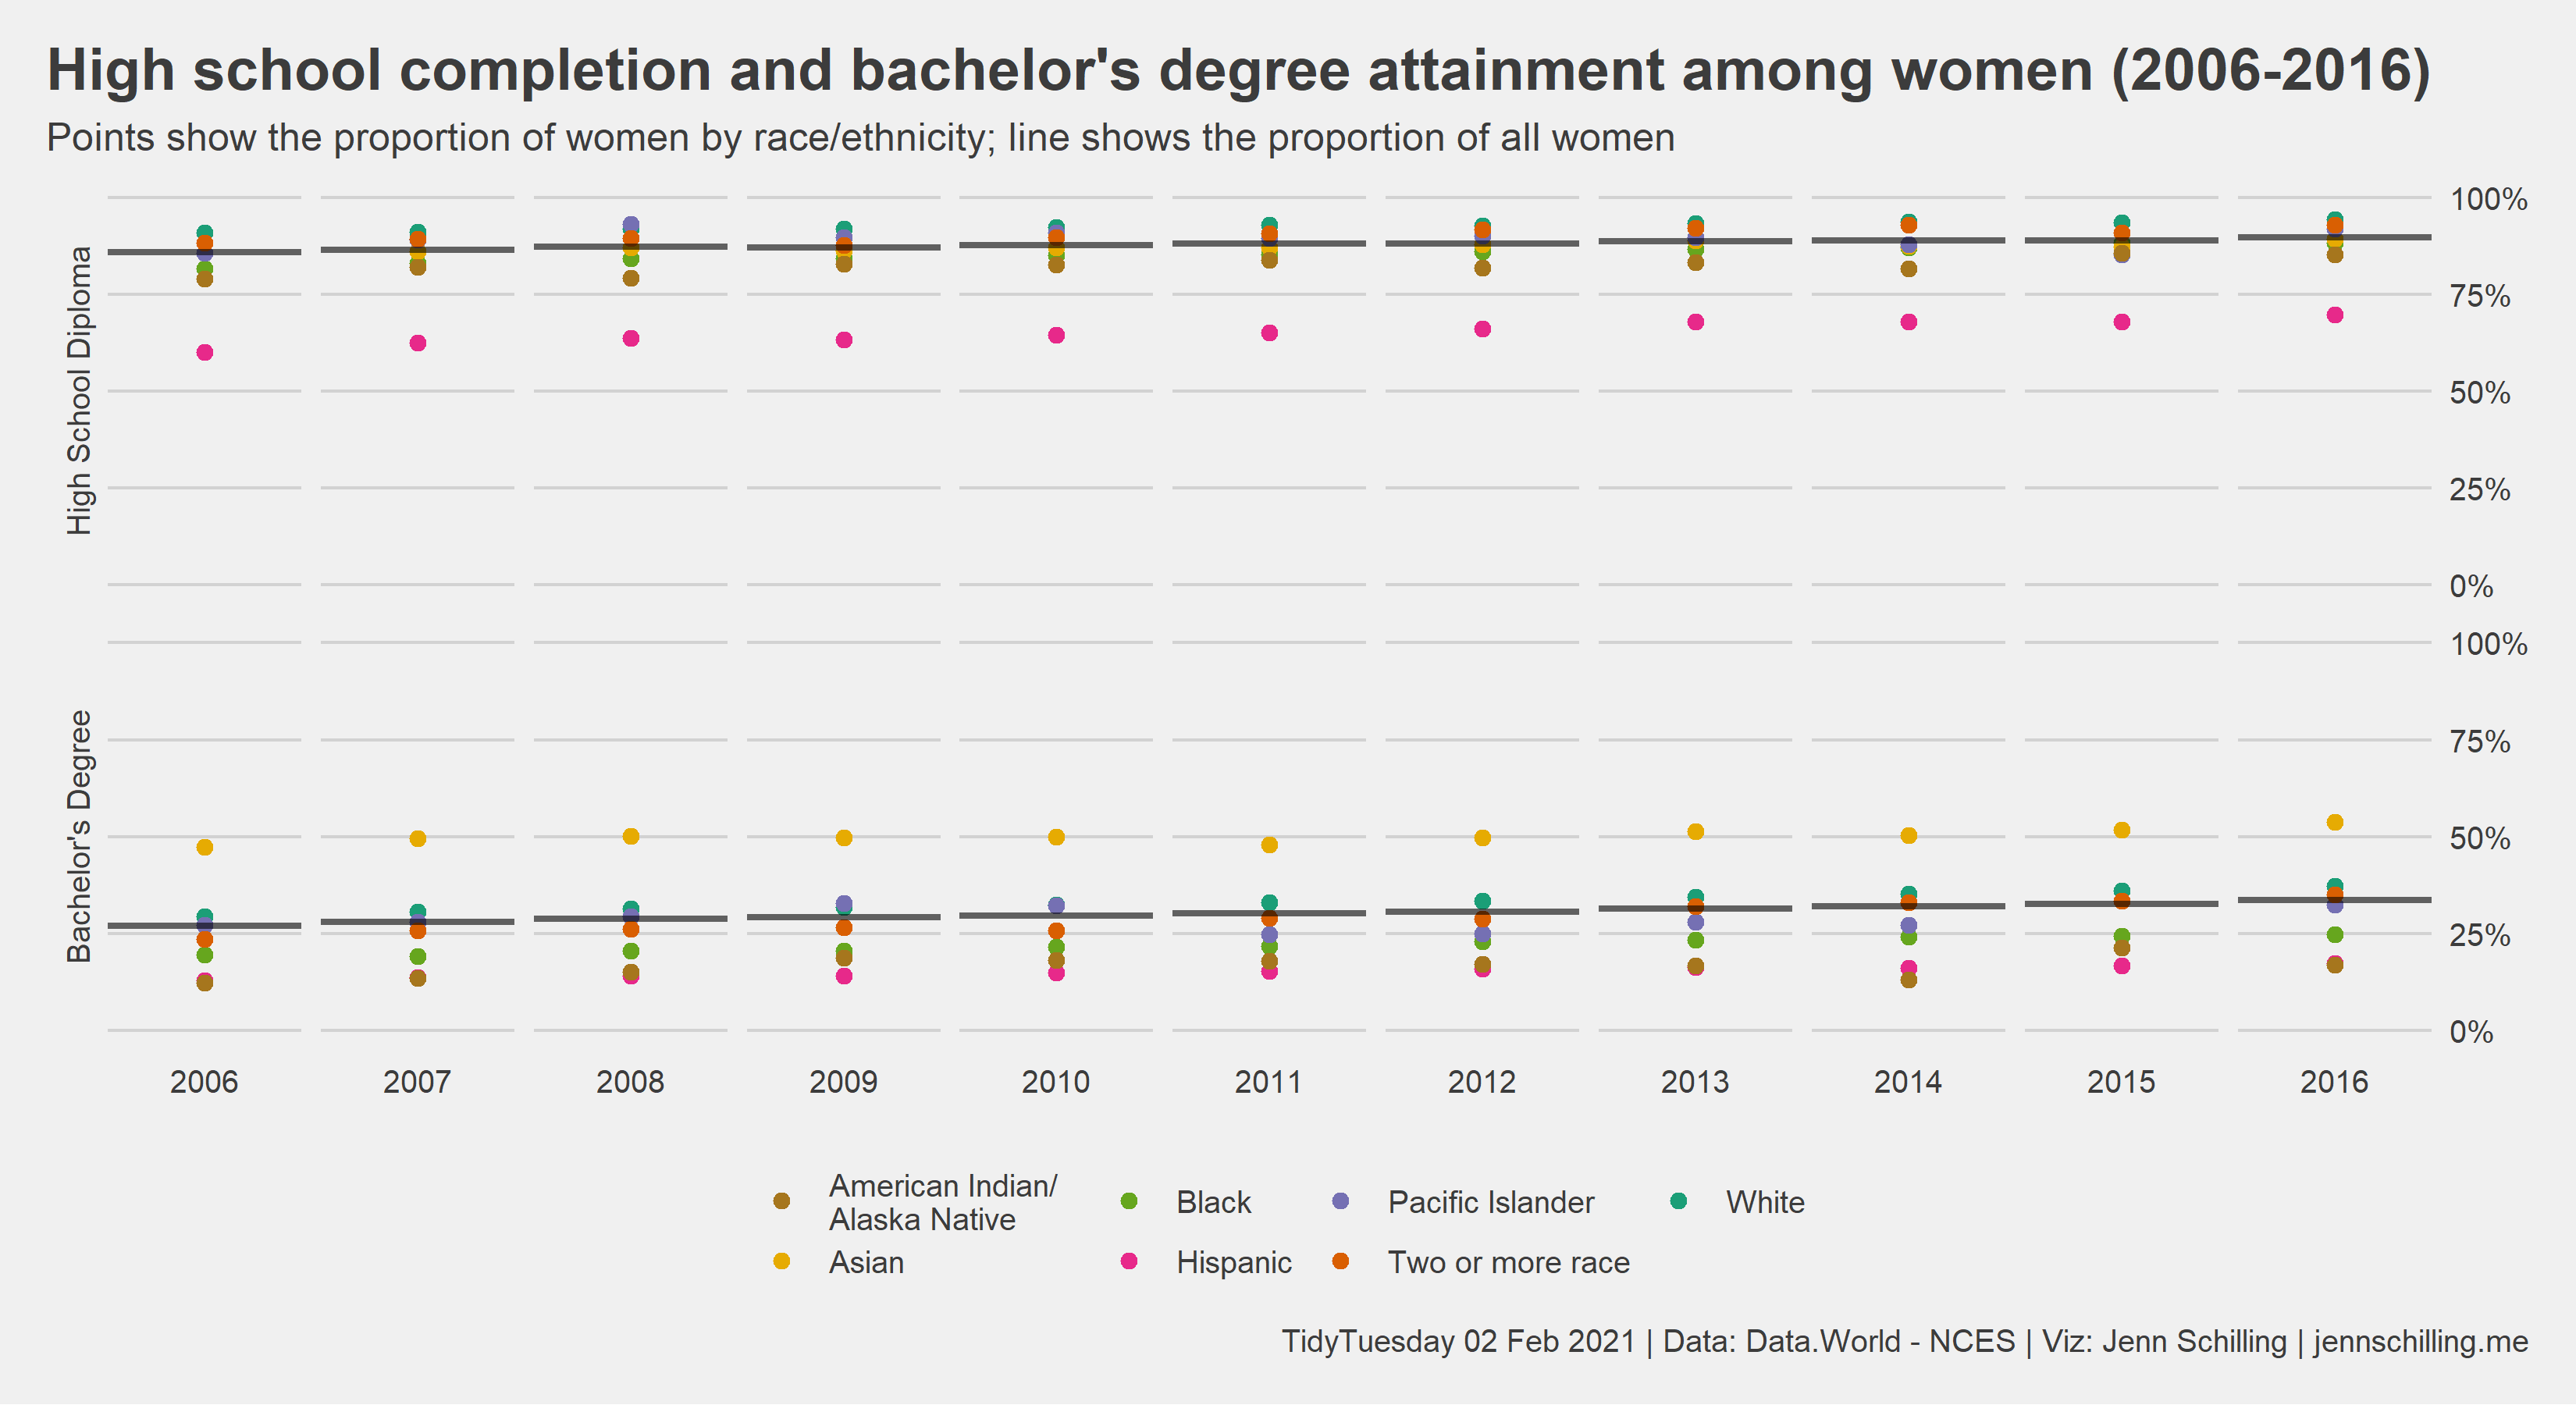 High school completion and bachelor's degree attainment among women (2006-2016)
Points show the proportion of women by race/ethnicity; line shows the proportion of all women
High School Diploma
100%
75%
50%
25%
0%
Bachelor's Degree
100%
75%
50%
25%
0%
2006 2007 2008 2009 2010 2011 2012 2013 2014 2015 2016
American Indian/
Alaska Native
Black
Pacific Islander
White
Asian
Hispanic
Two or more race
TidyTuesday 02 Feb 2021 | Data: Data.World - NCES | Viz: Jenn Schilling | jennschilling.me